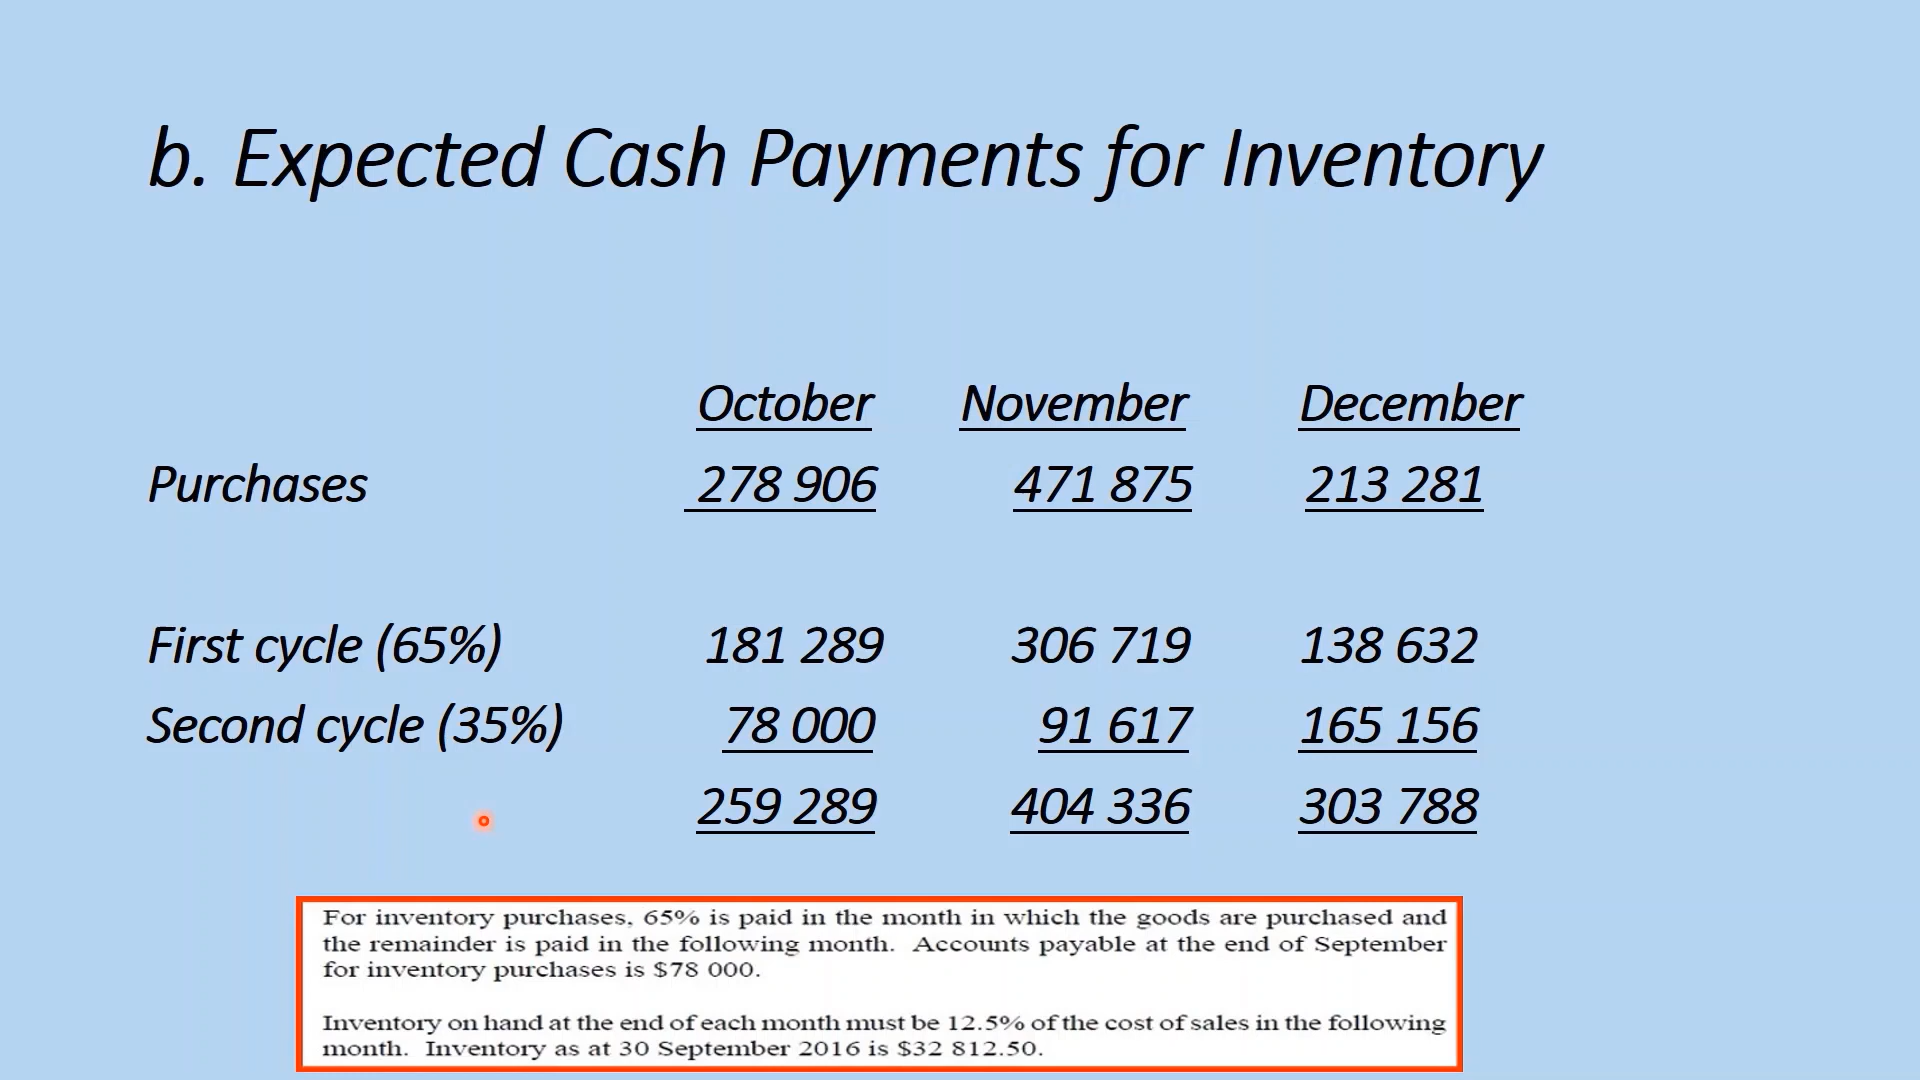 b. Expected Cash Payments for Inventory
October November December
Purchases 278 906 471 875 213 281
First cycle (65%) 181 289 306 719 138 632
Second cycle (35%) 78 000 91 617 165 156
259 289 404 336 303 788
For inventory purchases, 65% is paid in the month in which the goods are purchased and
the remainder is paid in the following month. Accounts payable at the end of September
for inventory purchases is $78 000.
Inventory on hand at the end of each month must be 12.5% of the cost of sales in the following
month. Inventory as at 30 September 2016 is $32 812.50.